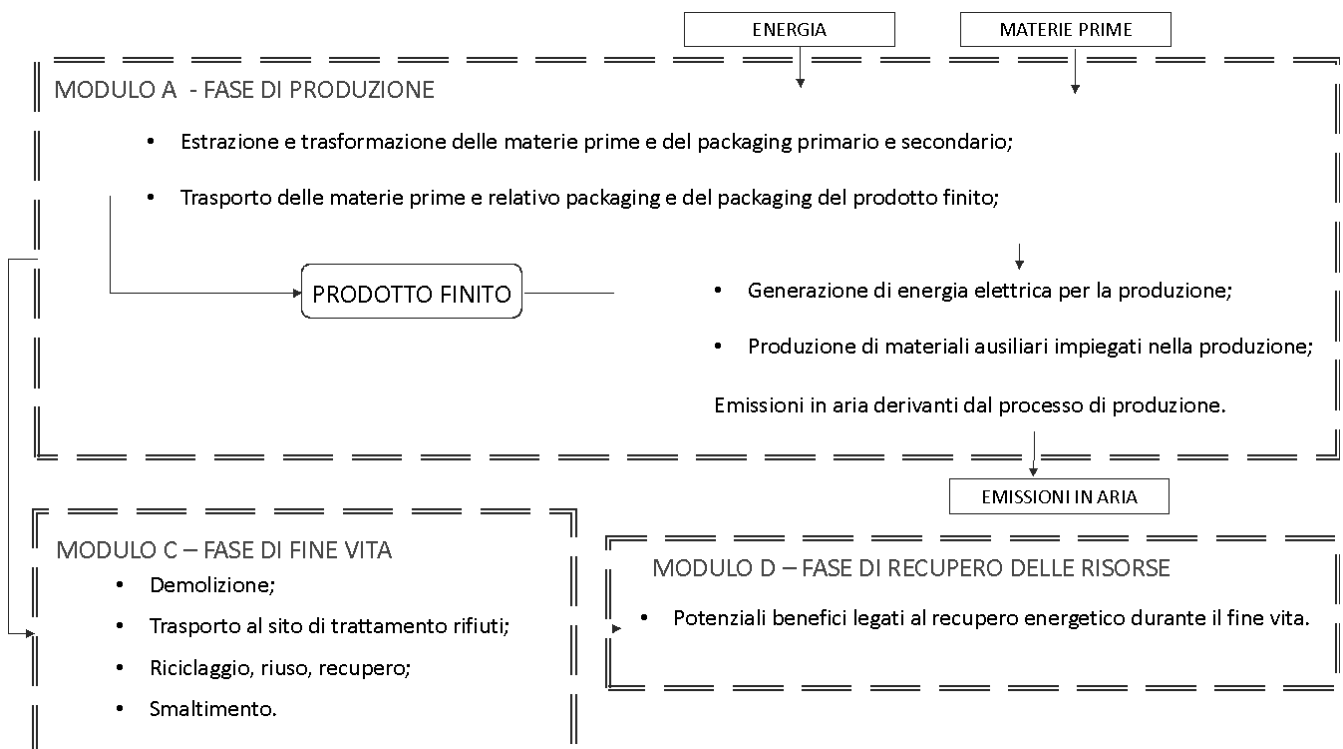 ENERGIA
MATERIE PRIME
MODULO A - FASE DI PRODUZIONE
• Estrazione e trasformazione delle materie prime e del packaging primario e secondario;
• Trasporto delle materie prime e relativo packaging e del packaging del prodotto finito;
PRODOTTO FINITO
• Generazione di energia elettrica per la produzione;
• Produzione di materiali ausiliari impiegati nella produzione;
Emissioni in aria derivanti dal processo di produzione.
EMISSIONI IN ARIA
MODULO C – FASE DI FINE VITA
• Demolizione;
• Trasporto al sito di trattamento rifiuti;
• Riciclaggio, riuso, recupero;
• Smaltimento.
MODULO D – FASE DI RECUPERO DELLE RISORSE
• Potenziali benefici legati al recupero energetico durante il fine vita.